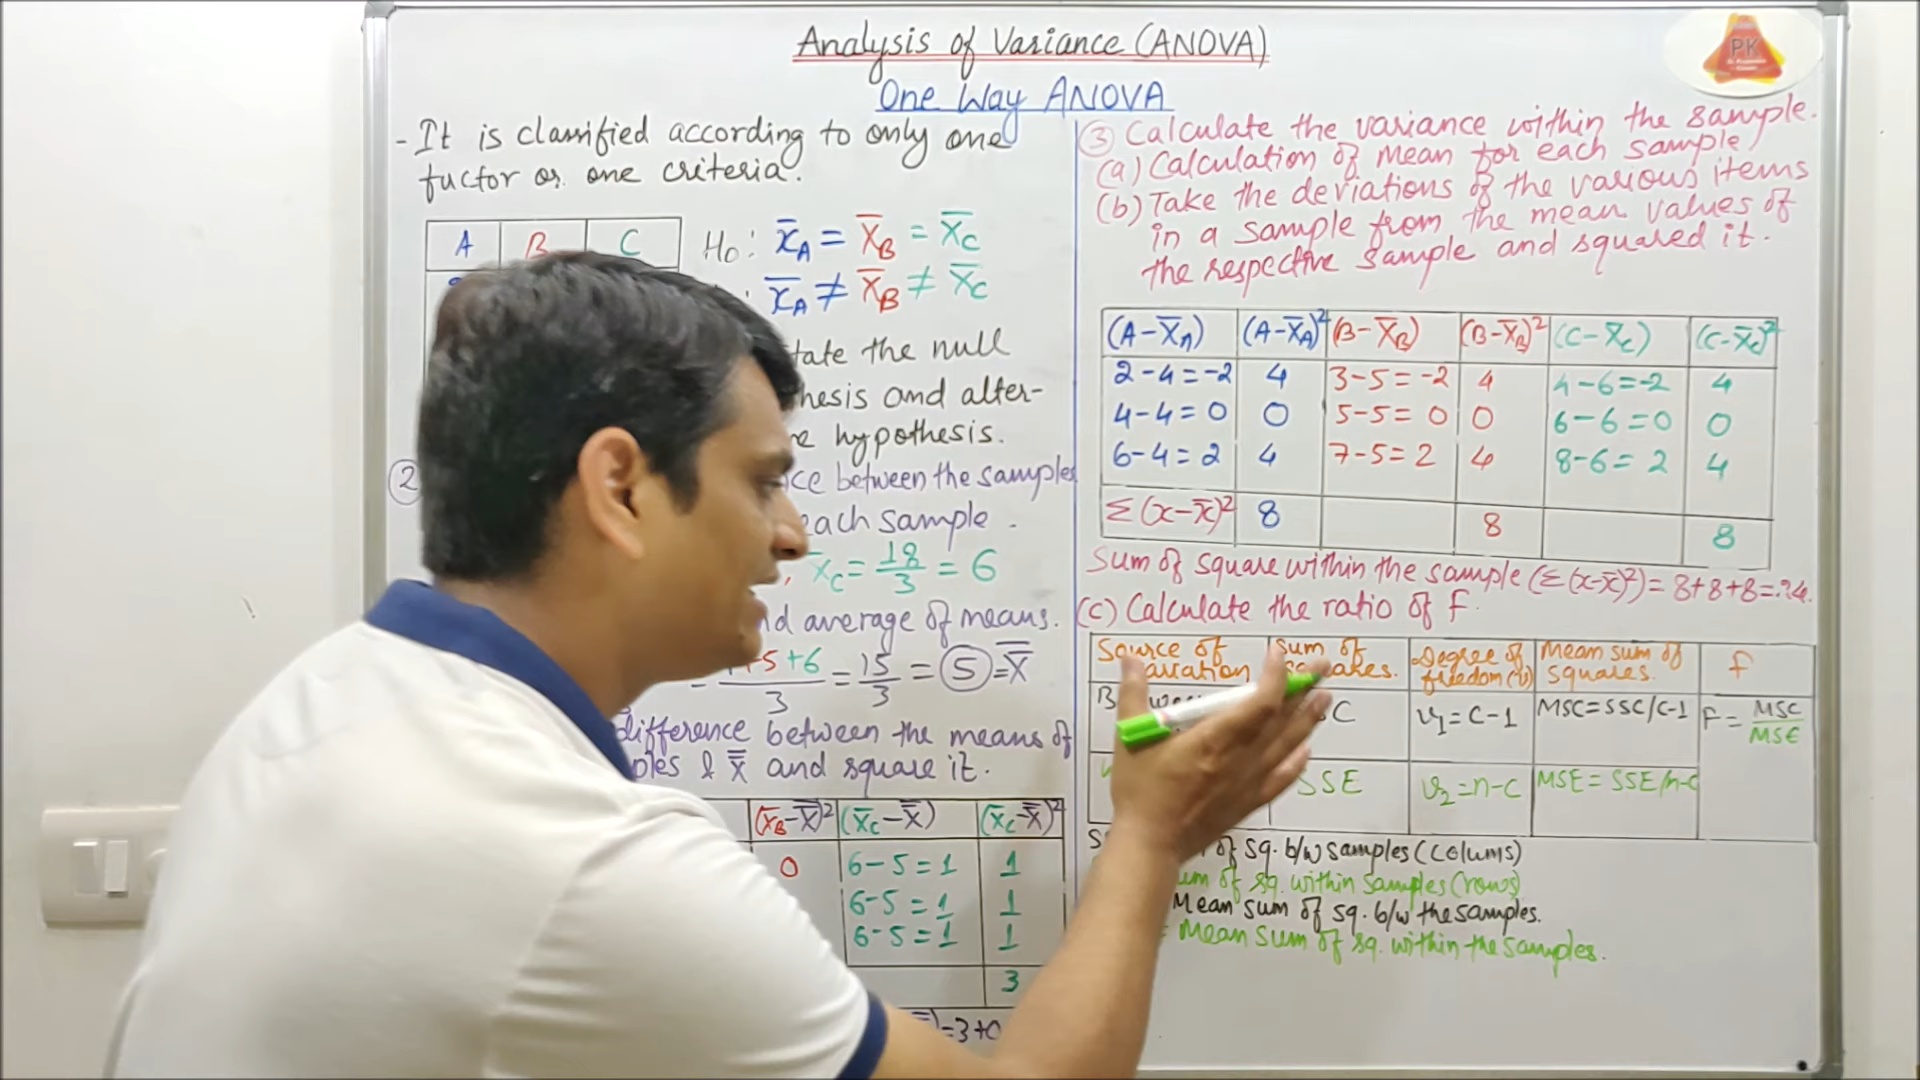 Analysis of Variance (ANOVA)
One Way ANOVA
- It is classified according to only one
factor or one criteria.
A B C
H₀: x̄A = x̄B = x̄C
x̄A ≠ x̄B ≠ x̄C
tate the null
hesis and alter-
hypothesis.
②
ce between the samples
each sample.
x̄C = 18/3 = 6
nd average of means.
5+6/3 = 15/3 = ⑤ = X̿
difference between the means of
ples & X̿ and square it.
(x̄B-X̿)² (x̄C-X̿) (x̄C-X̿)²
0 6-5=1 1
6-5=1 1
6-5=1 1
3
=3+0
③ Calculate the variance within the sample.
(a) Calculation of mean for each sample
(b) Take the deviations of the various items
in a sample from the mean values of
the respective sample and squared it.
(A-X̄A) (A-X̄A)² (B-X̄B) (B-X̄B)² (C-X̄C) (C-X̄C)²
2-4=-2 4 3-5=-2 4 4-6=-2 4
4-4=0 0 5-5=0 0 6-6=0 0
6-4=2 4 7-5=2 4 8-6=2 4
Σ(x-x̄)² 8 8 8
Sum of square within the sample (Σ(x-x̄)²) = 8+8+8=24.
(c) Calculate the ratio of F.
Source of Sum of Degree of Mean sum of F
variation squares. freedom(v) squares.
B C v₁=C-1 MSC=SSC/C-1 F=MSC/MSE
SSE v₂=n-C MSE=SSE/n-C
of sq. b/w samples (colums)
um of sq. within samples (rows)
Mean sum of sq. b/w the samples.
= Mean sum of sq. within the samples.
PK